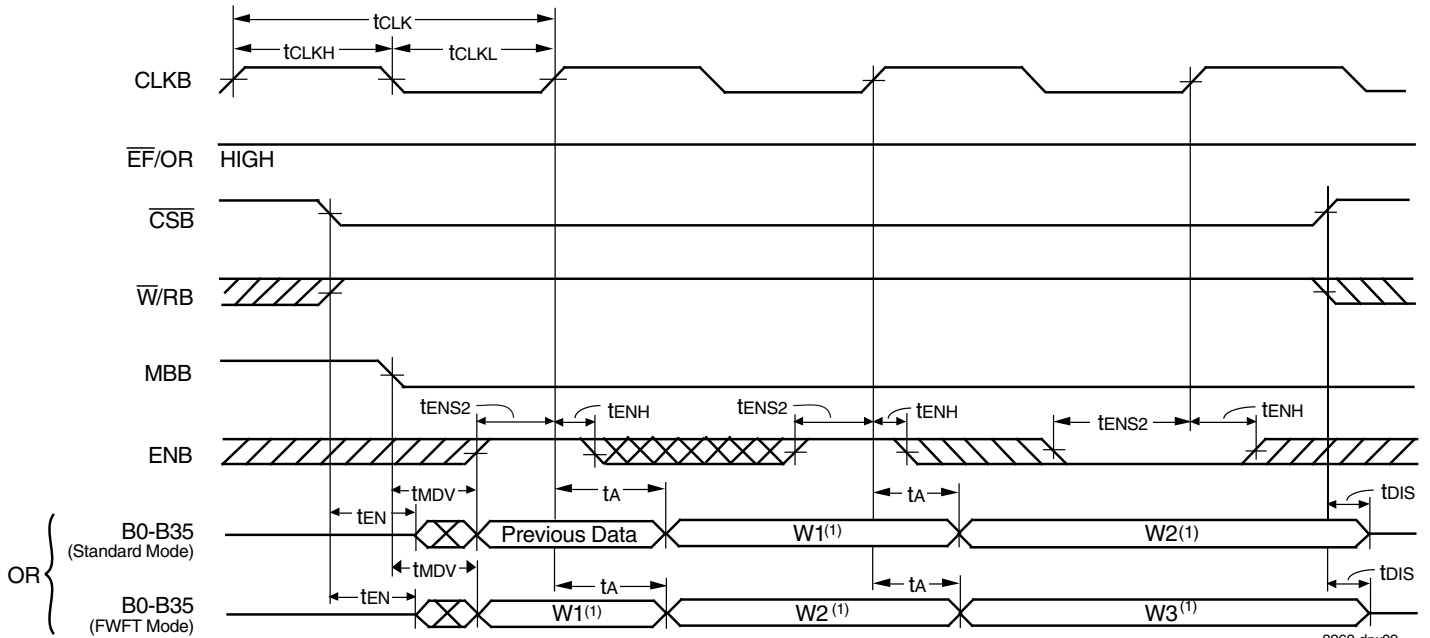 tCLK
tCLKH
tCLKL
CLKB
EF/OR
HIGH
CSB
W/RB
MBB
tENS2
tENH
tENS2
tENH
tENS2
tENH
ENB
tMDV
tA
tA
tDIS
tEN
B0-B35
(Standard Mode)
Previous Data
W1(1)
W2(1)
OR
tMDV
tA
tA
tDIS
tEN
B0-B35
(FWFT Mode)
W1(1)
W2(1)
W3(1)